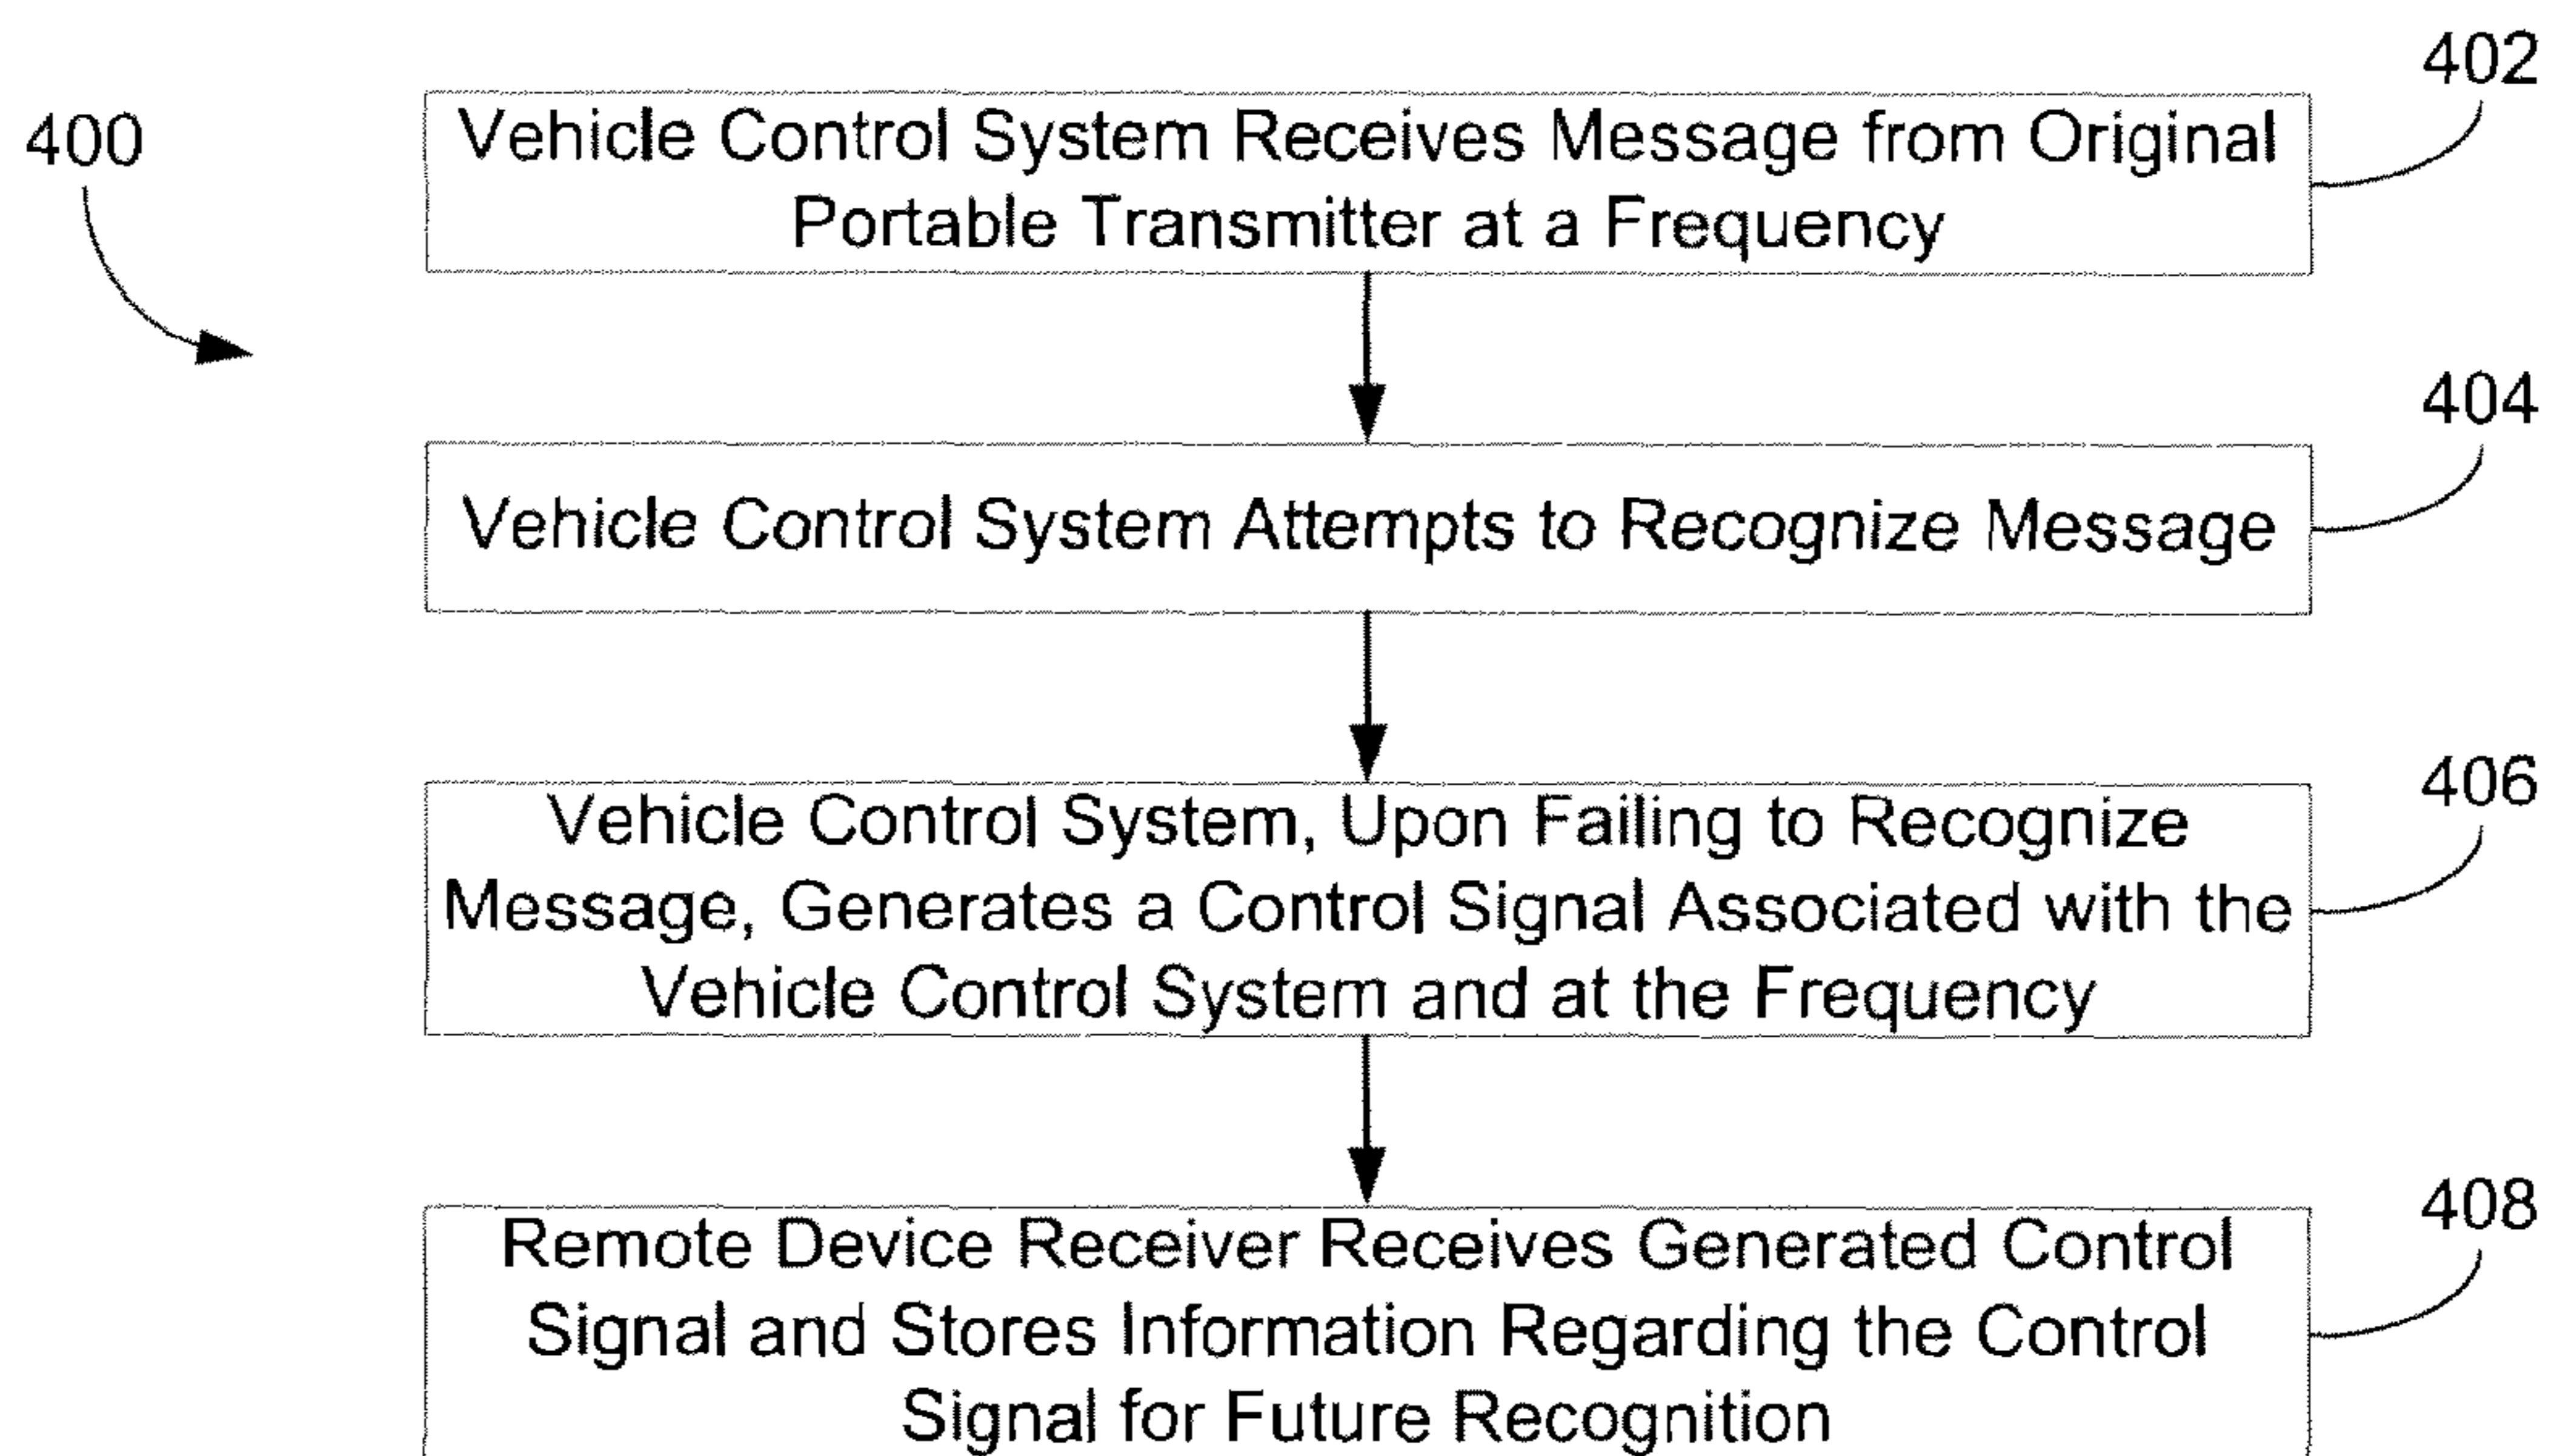 400
402
Vehicle Control System Receives Message from Original
Portable Transmitter at a Frequency
404
Vehicle Control System Attempts to Recognize Message
406
Vehicle Control System, Upon Failing to Recognize
Message, Generates a Control Signal Associated with the
Vehicle Control System and at the Frequency
408
Remote Device Receiver Receives Generated Control
Signal and Stores Information Regarding the Control
Signal for Future Recognition